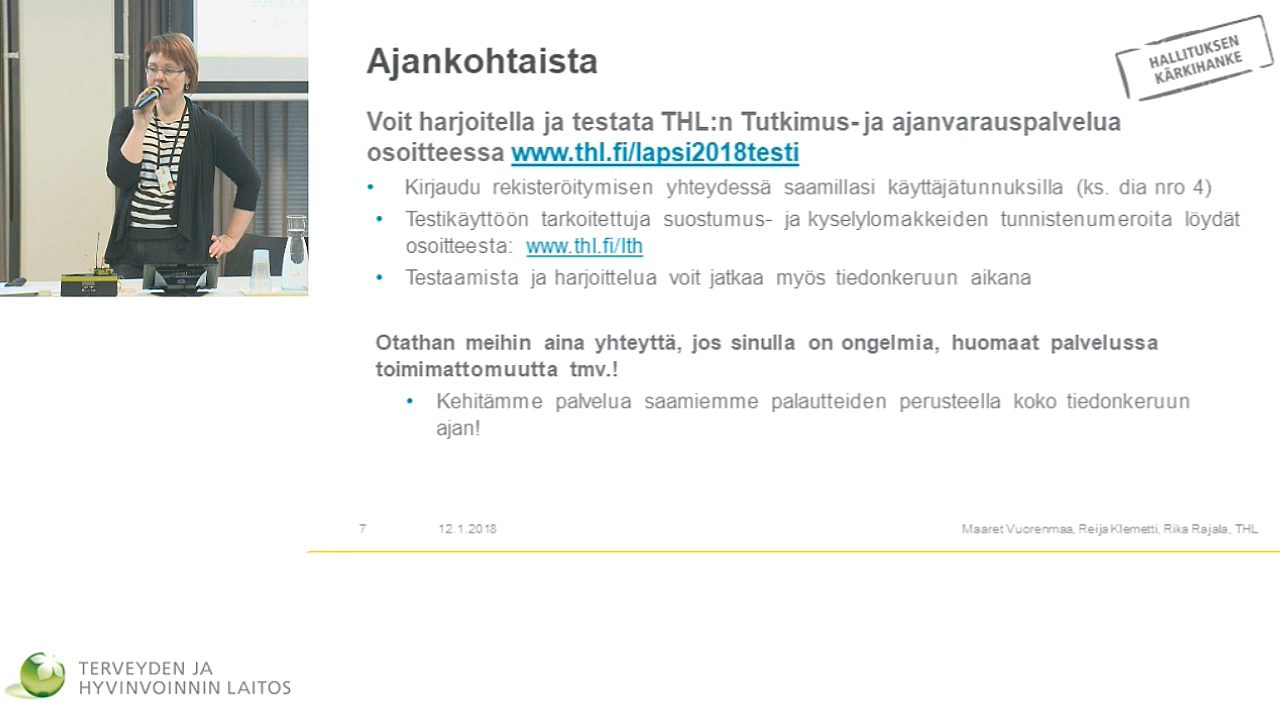 Ajankohtaista
HALLITUKSEN
KÄRKIHANKE
Voit harjoitella ja testata THL:n Tutkimus- ja ajanvarauspalvelua
osoitteessa www.thl.fi/lapsi2018testi
• Kirjaudu rekisteröitymisen yhteydessä saamillasi käyttäjätunnuksilla (ks. dia nro 4)
• Testikäyttöön tarkoitettuja suostumus- ja kyselylomakkeiden tunnistenumeroita löydät
osoitteesta: www.thl.fi/lth
• Testaamista ja harjoittelua voit jatkaa myös tiedonkeruun aikana
Otathan meihin aina yhteyttä, jos sinulla on ongelmia, huomaat palvelussa
toimimattomuutta tmv.!
• Kehitämme palvelua saamiemme palautteiden perusteella koko tiedonkeruun
ajan!
7 12.1.2018 Maaret Vuorenmaa, Reija Klemetti, Rika Rajala, THL
TERVEYDEN JA
HYVINVOINNIN LAITOS